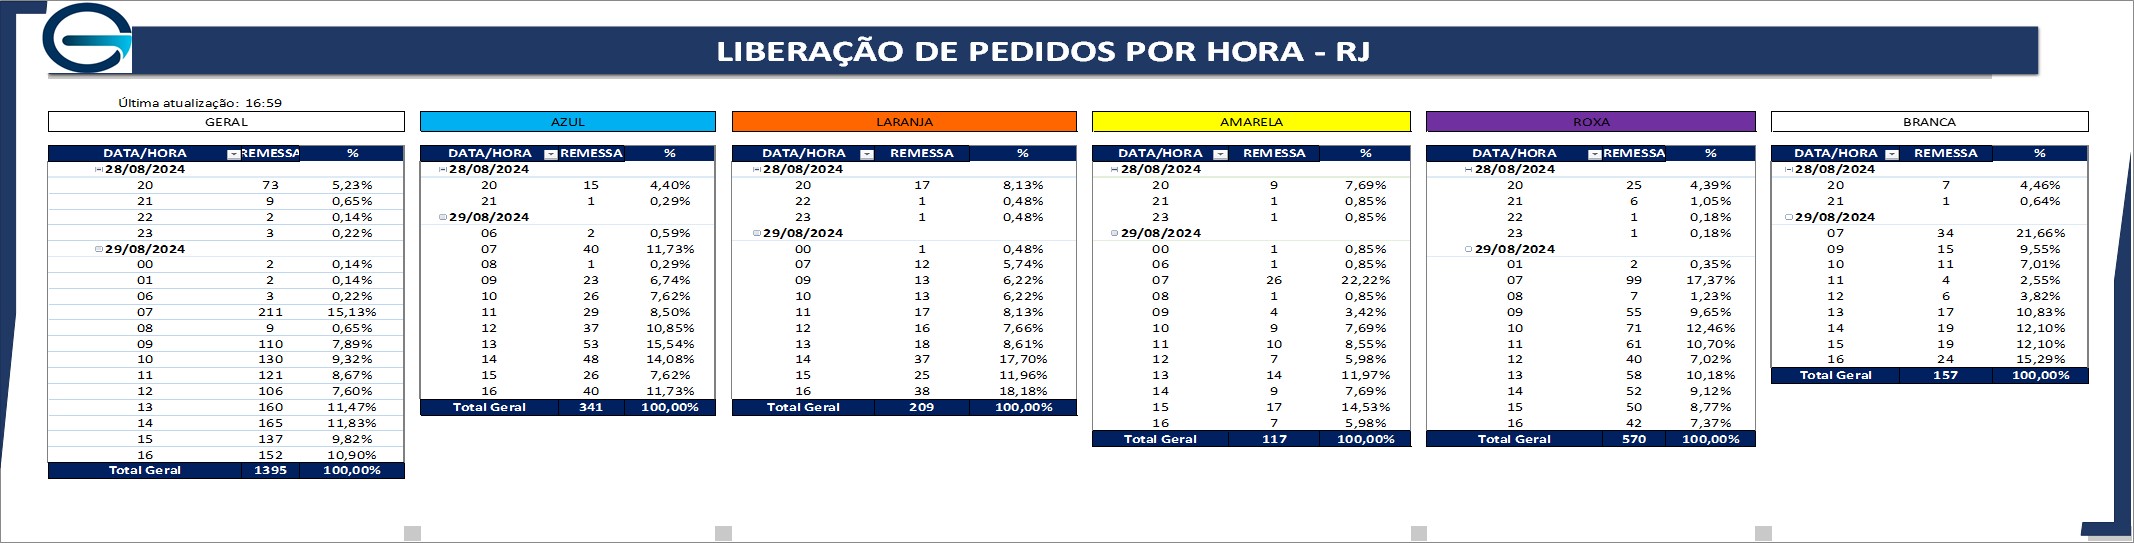 LIBERAÇÃO DE PEDIDOS POR HORA - RJ
Última atualização: 16:59
GERAL
DATA/HORA REMESSA %
28/08/2024
20 73 5,23%
21 9 0,65%
22 2 0,14%
23 3 0,22%
29/08/2024
00 2 0,14%
01 2 0,14%
06 3 0,22%
07 211 15,13%
08 9 0,65%
09 110 7,89%
10 130 9,32%
11 121 8,67%
12 106 7,60%
13 160 11,47%
14 165 11,83%
15 137 9,82%
16 152 10,90%
Total Geral 1395 100,00%
AZUL
DATA/HORA REMESSA %
28/08/2024
20 15 4,40%
21 1 0,29%
29/08/2024
06 2 0,59%
07 40 11,73%
08 1 0,29%
09 23 6,74%
10 26 7,62%
11 29 8,50%
12 37 10,85%
13 53 15,54%
14 48 14,08%
15 26 7,62%
16 40 11,73%
Total Geral 341 100,00%
LARANJA
DATA/HORA REMESSA %
28/08/2024
20 17 8,13%
22 1 0,48%
23 1 0,48%
29/08/2024
00 1 0,48%
07 12 5,74%
09 13 6,22%
10 13 6,22%
11 17 8,13%
12 16 7,66%
13 18 8,61%
14 37 17,70%
15 25 11,96%
16 38 18,18%
Total Geral 209 100,00%
AMARELA
DATA/HORA REMESSA %
28/08/2024
20 9 7,69%
21 1 0,85%
23 1 0,85%
29/08/2024
00 1 0,85%
06 1 0,85%
07 26 22,22%
08 1 0,85%
09 4 3,42%
10 9 7,69%
11 10 8,55%
12 7 5,98%
13 14 11,97%
14 9 7,69%
15 17 14,53%
16 7 5,98%
Total Geral 117 100,00%
ROXA
DATA/HORA REMESSA %
28/08/2024
20 25 4,39%
21 6 1,05%
22 1 0,18%
23 1 0,18%
29/08/2024
01 2 0,35%
07 99 17,37%
08 7 1,23%
09 55 9,65%
10 71 12,46%
11 61 10,70%
12 40 7,02%
13 58 10,18%
14 52 9,12%
15 50 8,77%
16 42 7,37%
Total Geral 570 100,00%
BRANCA
DATA/HORA REMESSA %
28/08/2024
20 7 4,46%
21 1 0,64%
29/08/2024
07 34 21,66%
09 15 9,55%
10 11 7,01%
11 4 2,55%
12 6 3,82%
13 17 10,83%
14 19 12,10%
15 19 12,10%
16 24 15,29%
Total Geral 157 100,00%